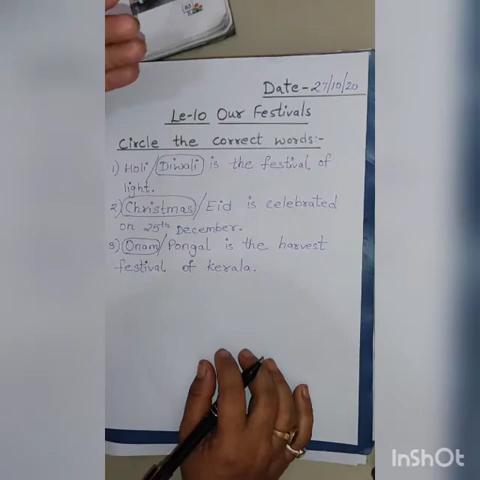 Date-27/10/20
Le-10 Our Festivals
Circle the correct words:-
1) Holi/Diwali is the festival of
light.
2) Christmas/Eid is celebrated
on 25th December.
3) Onam/Pongal is the harvest
festival of kerala.
InShOt